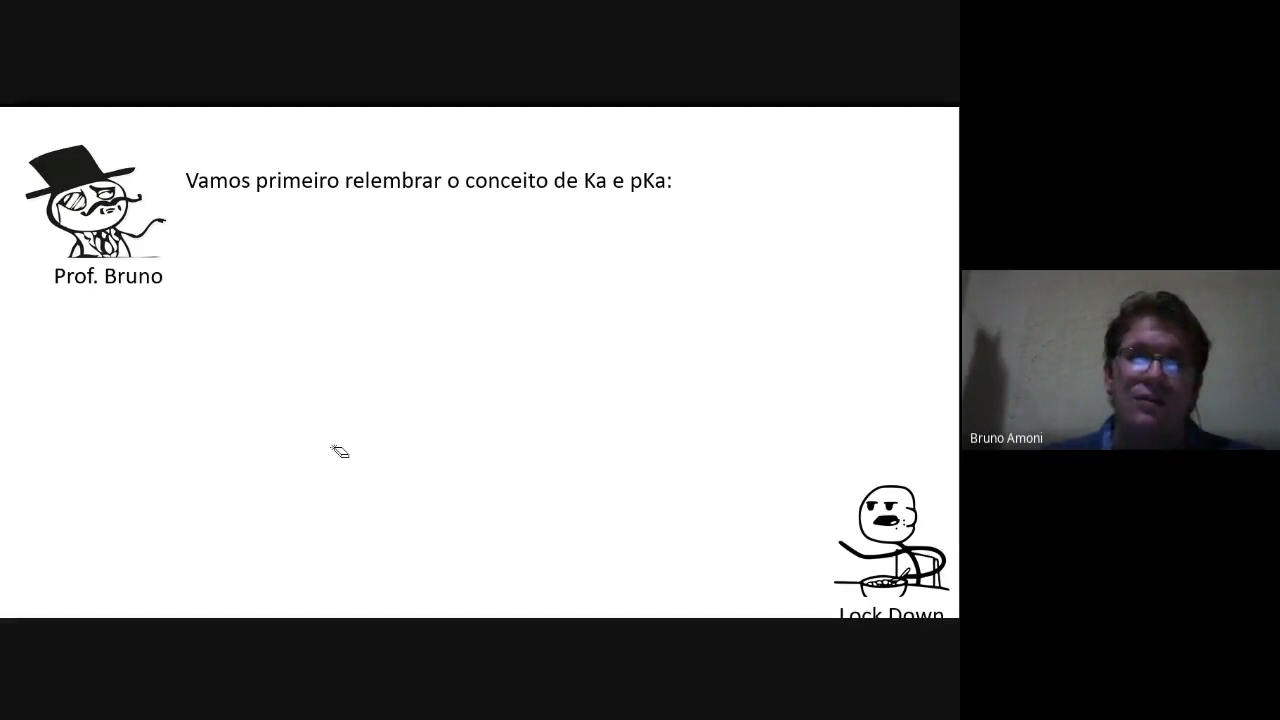 Vamos primeiro relembrar o conceito de Ka e pKa:
Prof. Bruno
Bruno Amoni
Lock Down